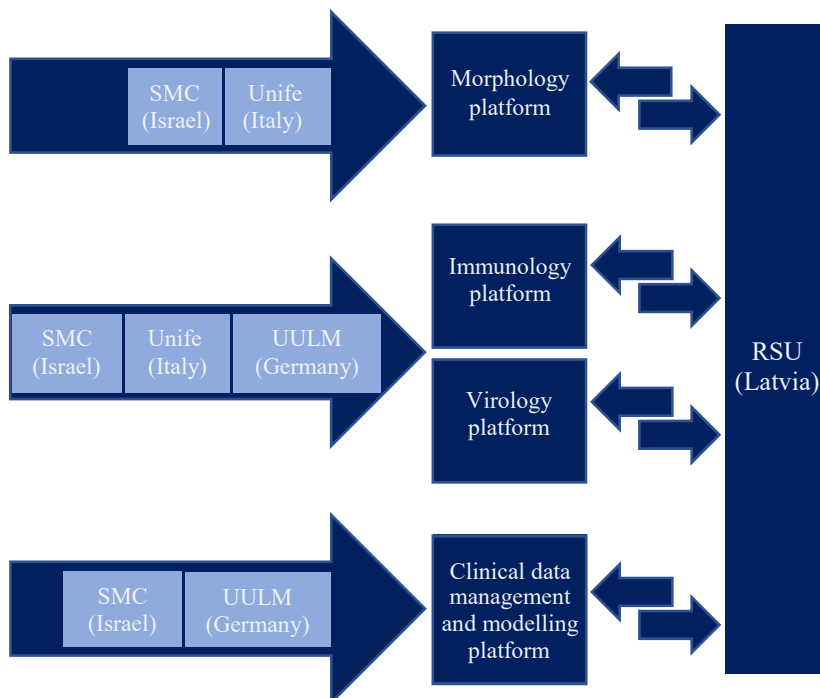 SMC
(Israel)
Unife
(Italy)
Morphology
platform
SMC
(Israel)
Unife
(Italy)
UULM
(Germany)
Immunology
platform
Virology
platform
RSU
(Latvia)
SMC
(Israel)
UULM
(Germany)
Clinical data
management
and modelling
platform